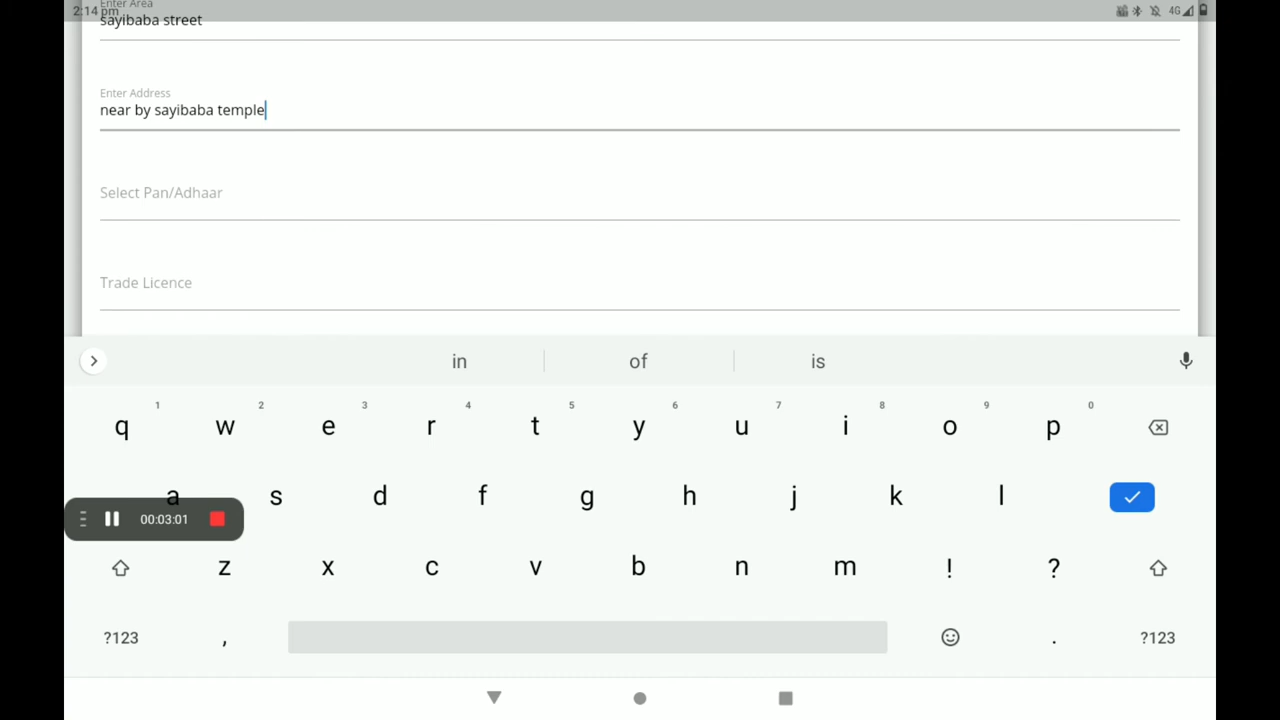 Enter Area
2:14 pm
4G
sayibaba street
Enter Address
near by sayibaba temple
Select Pan/Adhaar
Trade Licence
in of is
1 2 3 4 5 6 7 8 9 0
q w e r t y u i o p
a s d f g h j k l
00:03:01
z x c v b n m ! ?
?123 , . ?123